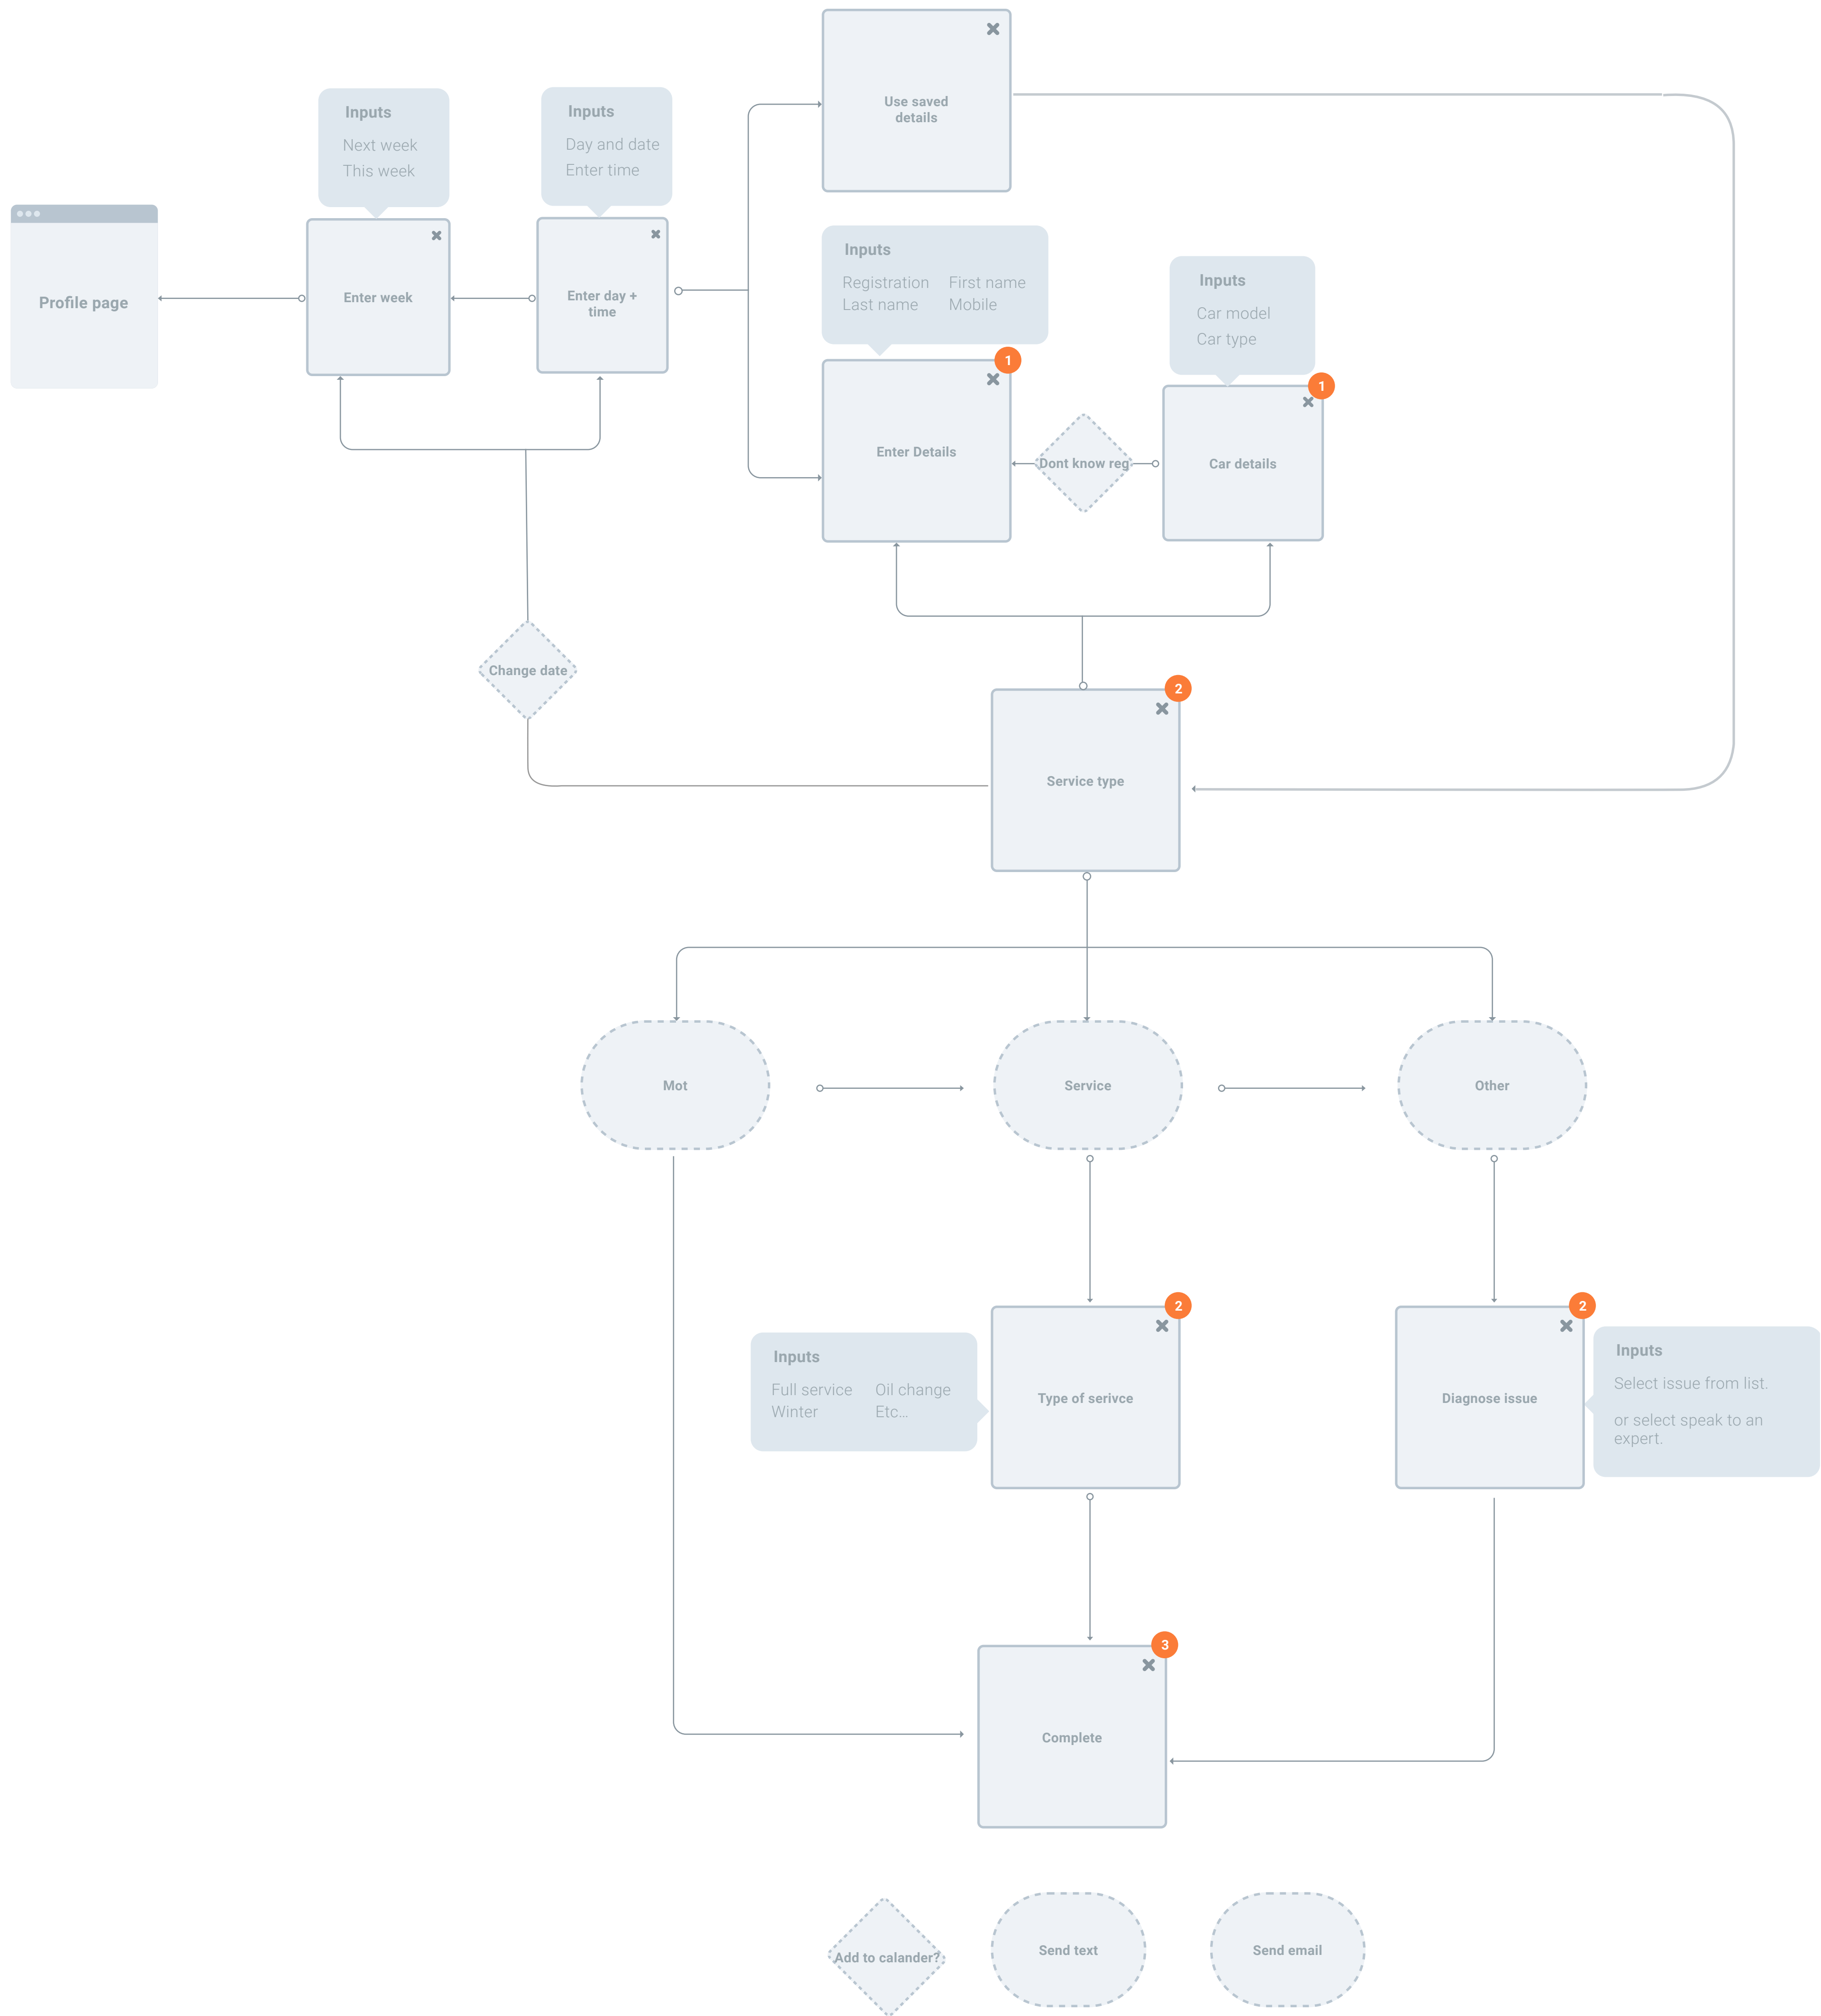 Use saved
details
Inputs
Next week
This week
Inputs
Day and date
Enter time
Profile page
Enter week
Enter day +
time
Inputs
Registration First name
Last name Mobile
Inputs
Car model
Car type
1
Enter Details
1
Dont know reg
Car details
Change date
2
Service type
Mot
Service
Other
2
Inputs
Full service Oil change
Winter Etc...
Type of serivce
2
Diagnose issue
Inputs
Select issue from list.
or select speak to an
expert.
3
Complete
Add to calander?
Send text
Send email